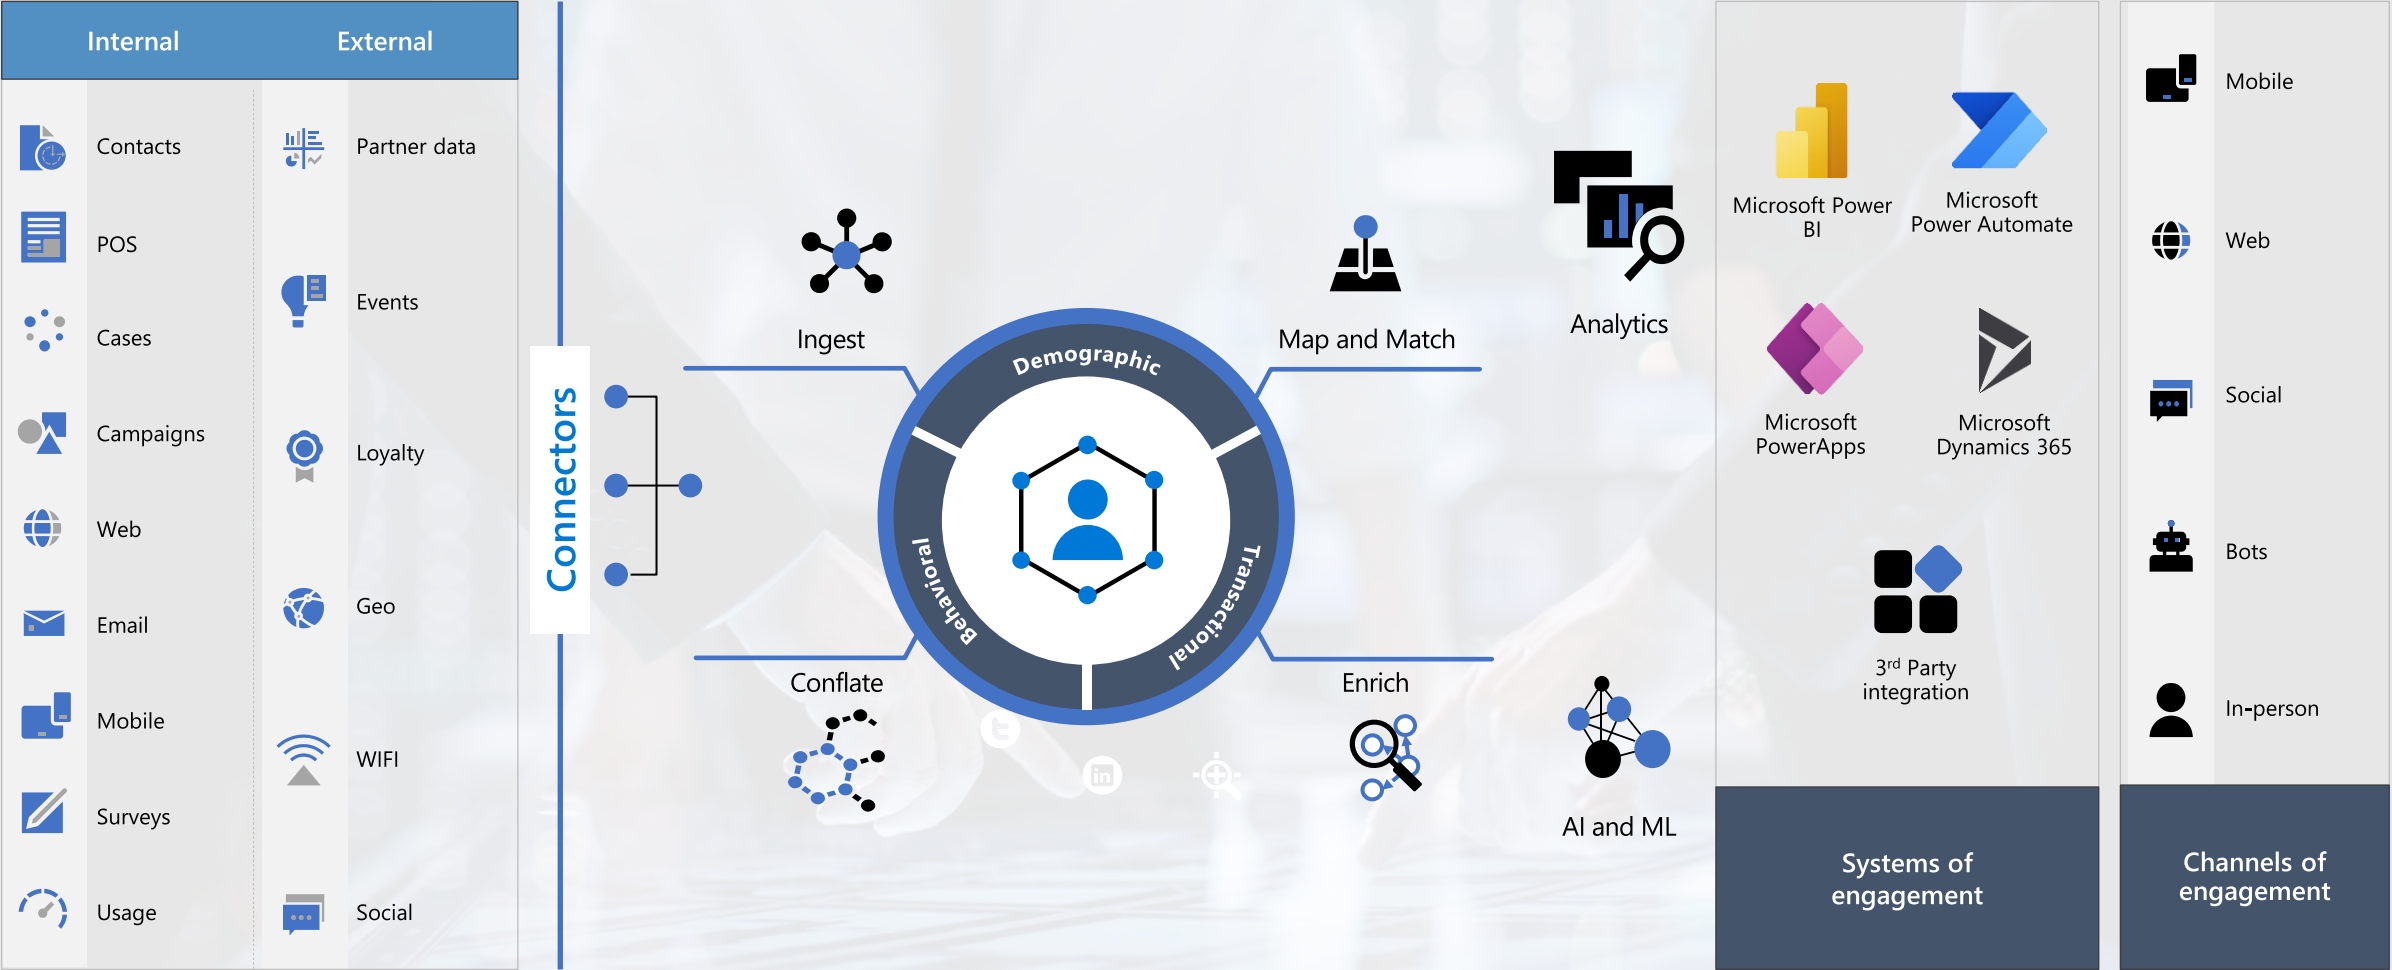 Internal
External
Contacts
POS
Cases
Campaigns
Web
Email
Mobile
Surveys
Usage
Partner data
Events
Loyalty
Geo
WIFI
Social
Connectors
Ingest
Map and Match
Conflate
Enrich
Demographic
Behavioral
Transactional
in
Analytics
AI and ML
Microsoft Power
BI
Microsoft
Power Automate
Microsoft
PowerApps
Microsoft
Dynamics 365
3rd Party
integration
Systems of
engagement
Mobile
Web
Social
Bots
In-person
Channels of
engagement